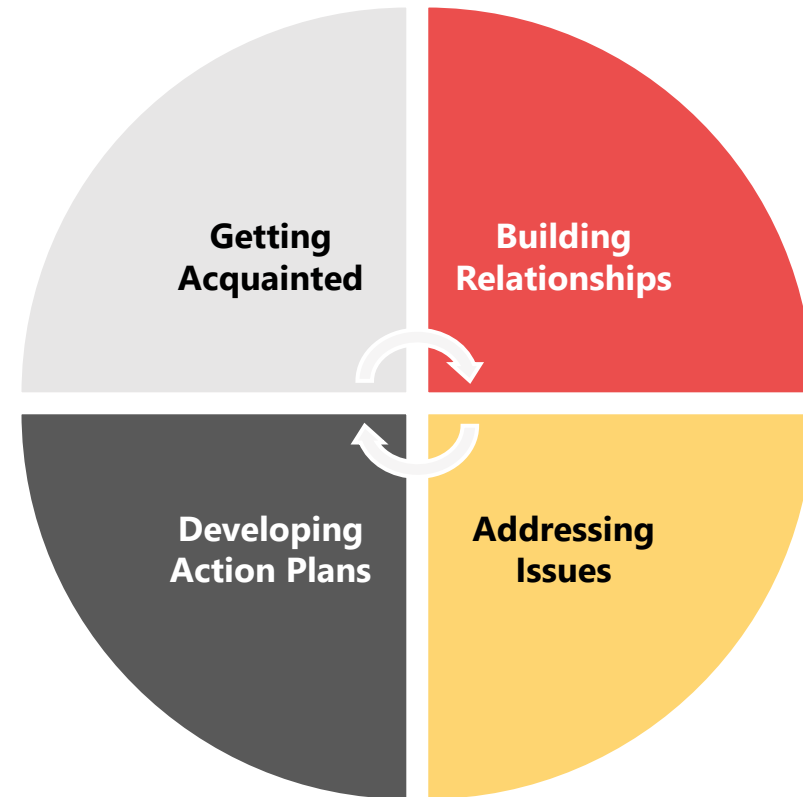 Getting
Acquainted
Building
Relationships
Developing
Action Plans
Addressing
Issues